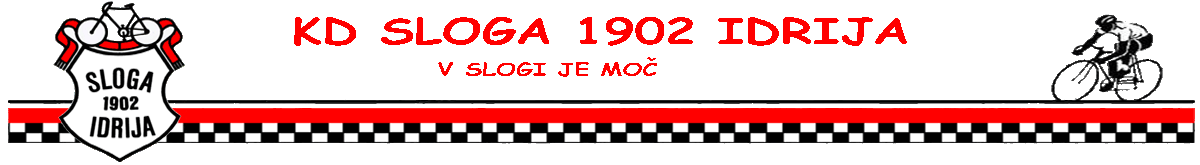 KD SLOGA 1902 IDRIJA
V SLOGI JE MOČ
SLOGA
1902
IDRIJA